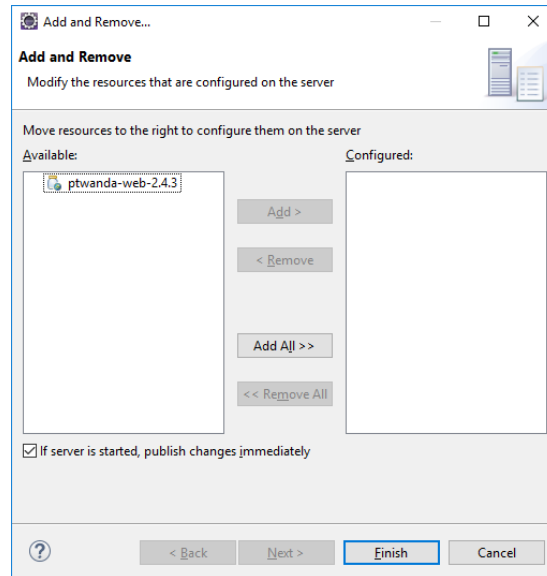 Add and Remove...
Add and Remove
Modify the resources that are configured on the server
Move resources to the right to configure them on the server
Available:
Configured:
ptwanda-web-2.4.3
Add >
< Remove
Add All >>
<< Remove All
If server is started, publish changes immediately
?
< Back
Next >
Finish
Cancel